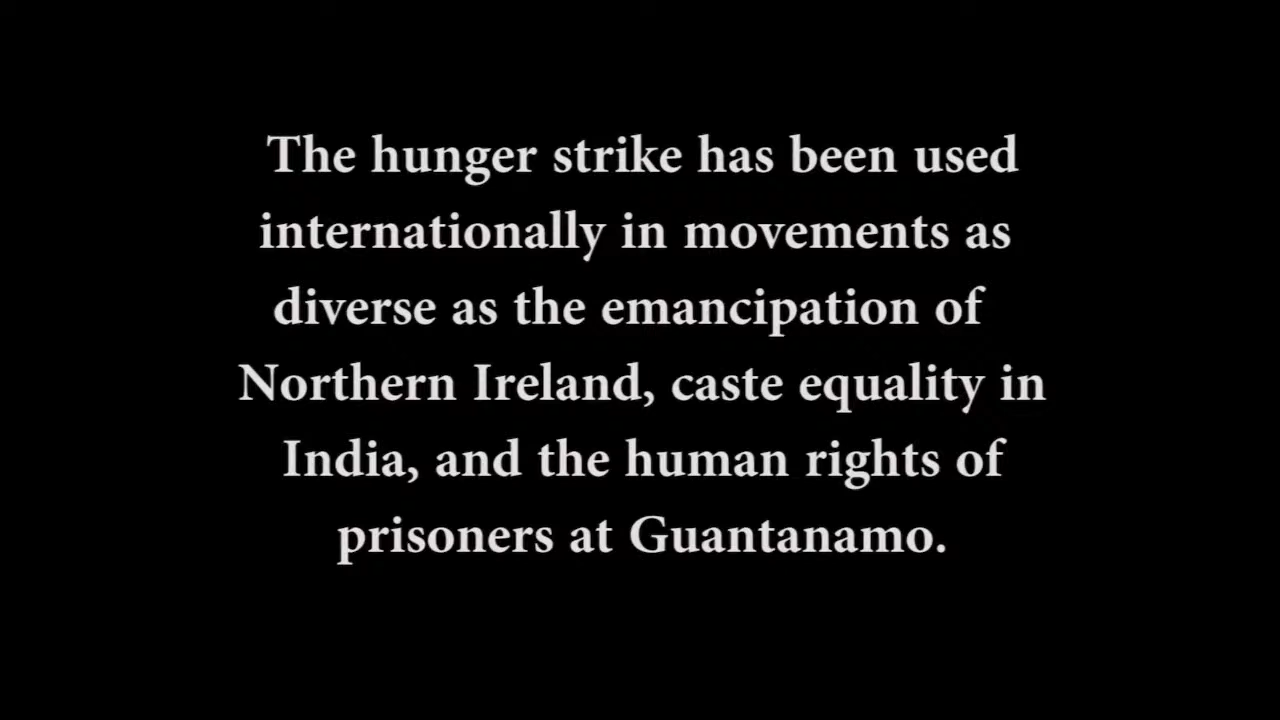 The hunger strike has been used
internationally in movements as
diverse as the emancipation of
Northern Ireland, caste equality in
India, and the human rights of
prisoners at Guantanamo.